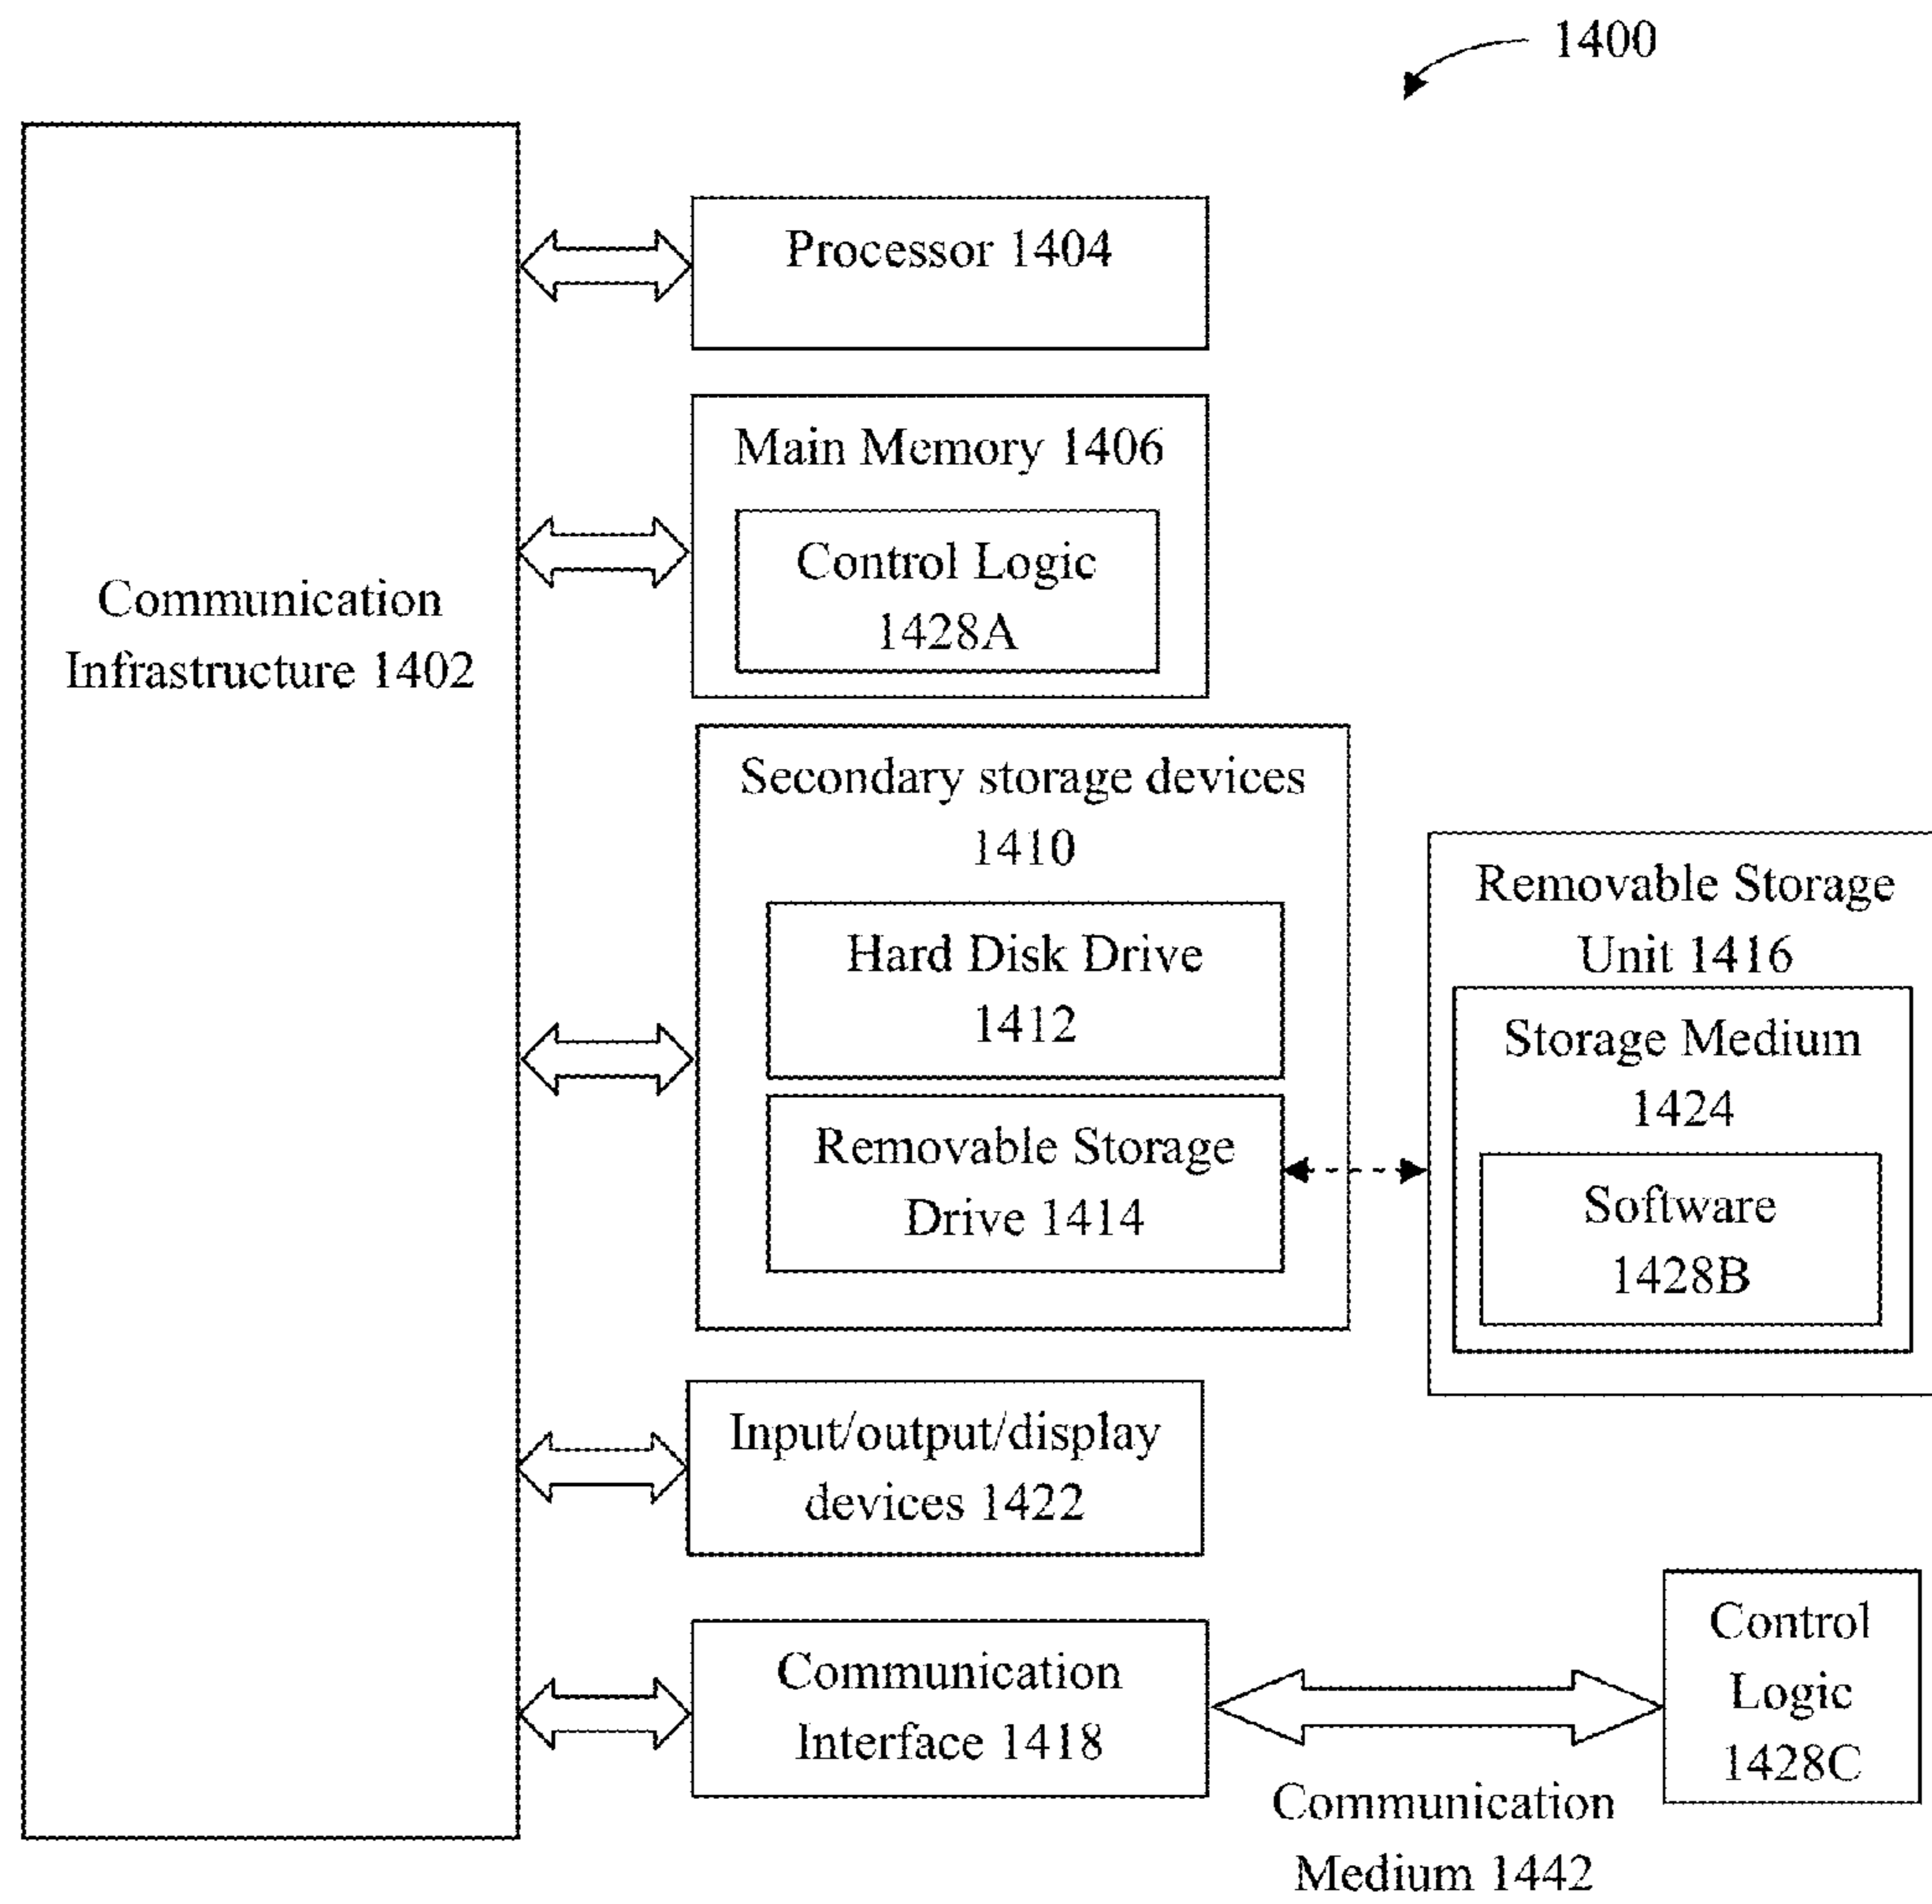 1400
Communication
Infrastructure 1402
Processor 1404
Main Memory 1406
Control Logic
1428A
Secondary storage devices
1410
Hard Disk Drive
1412
Removable Storage
Drive 1414
Removable Storage
Unit 1416
Storage Medium
1424
Software
1428B
Input/output/display
devices 1422
Communication
Interface 1418
Communication
Medium 1442
Control
Logic
1428C